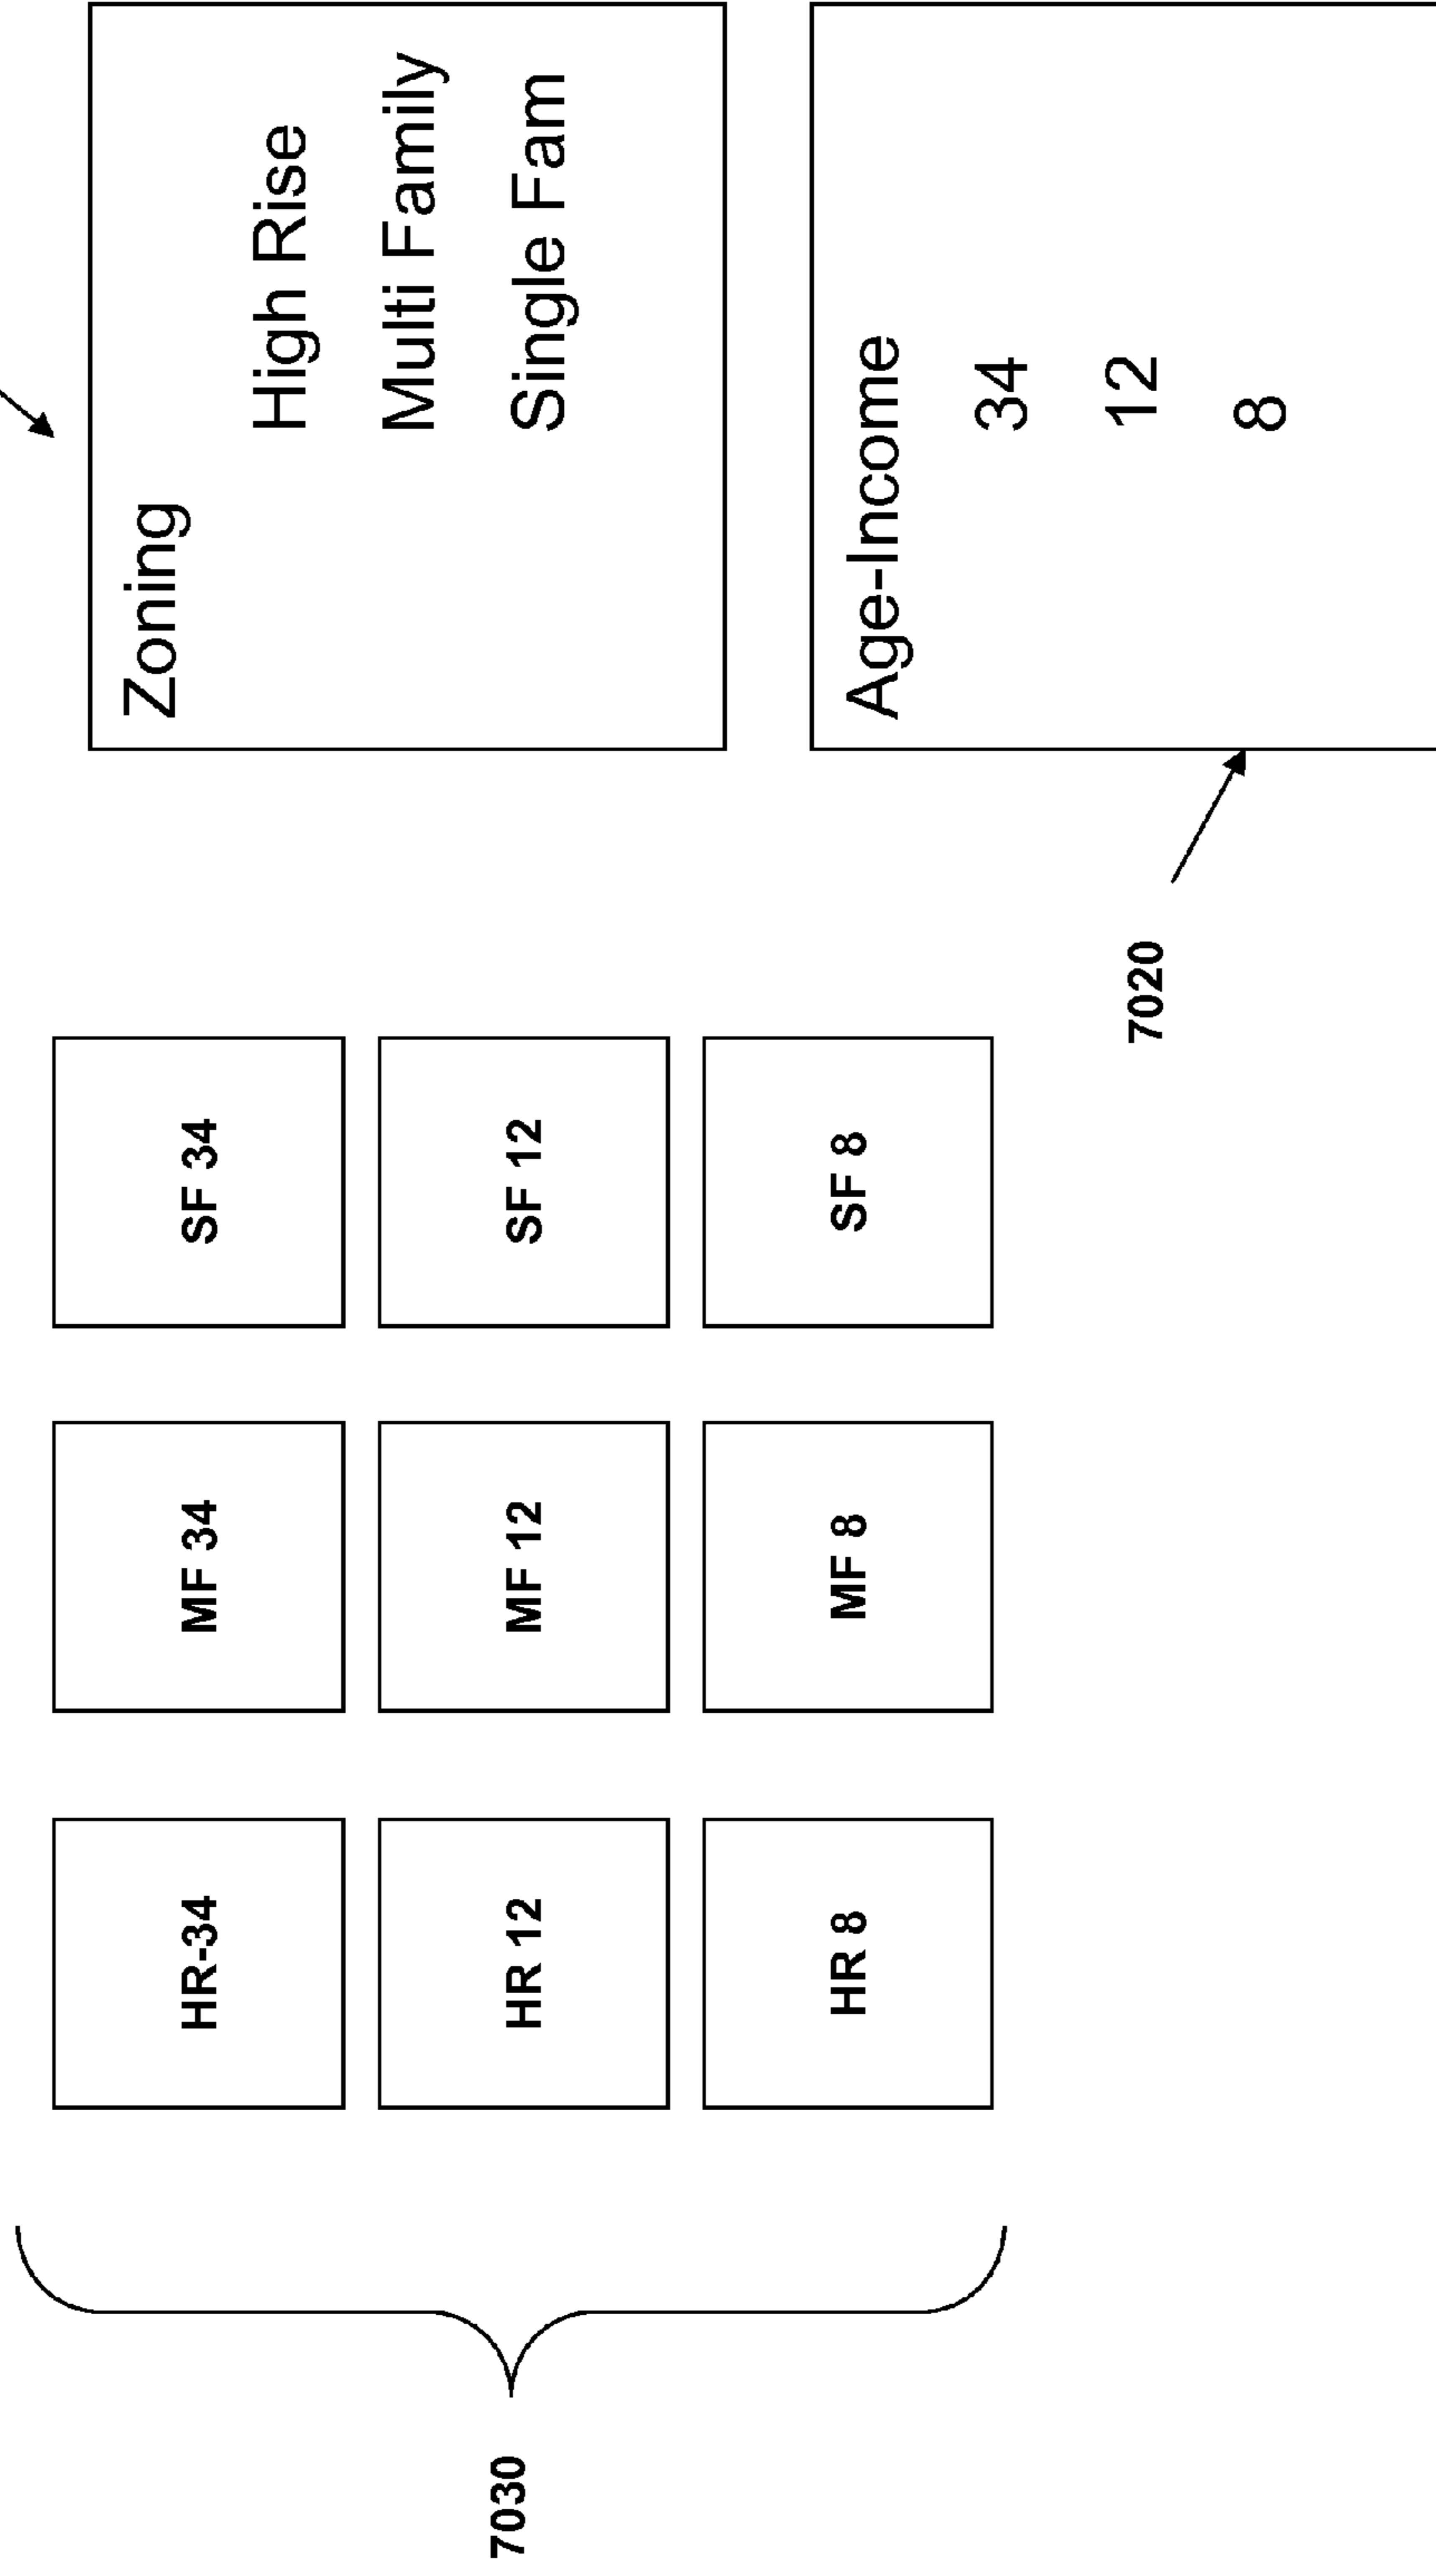 7030
HR-34
MF 34
SF 34
HR 12
MF 12
SF 12
HR 8
MF 8
SF 8
Zoning
High Rise
Multi Family
Single Fam
7020
Age-Income
34
12
8